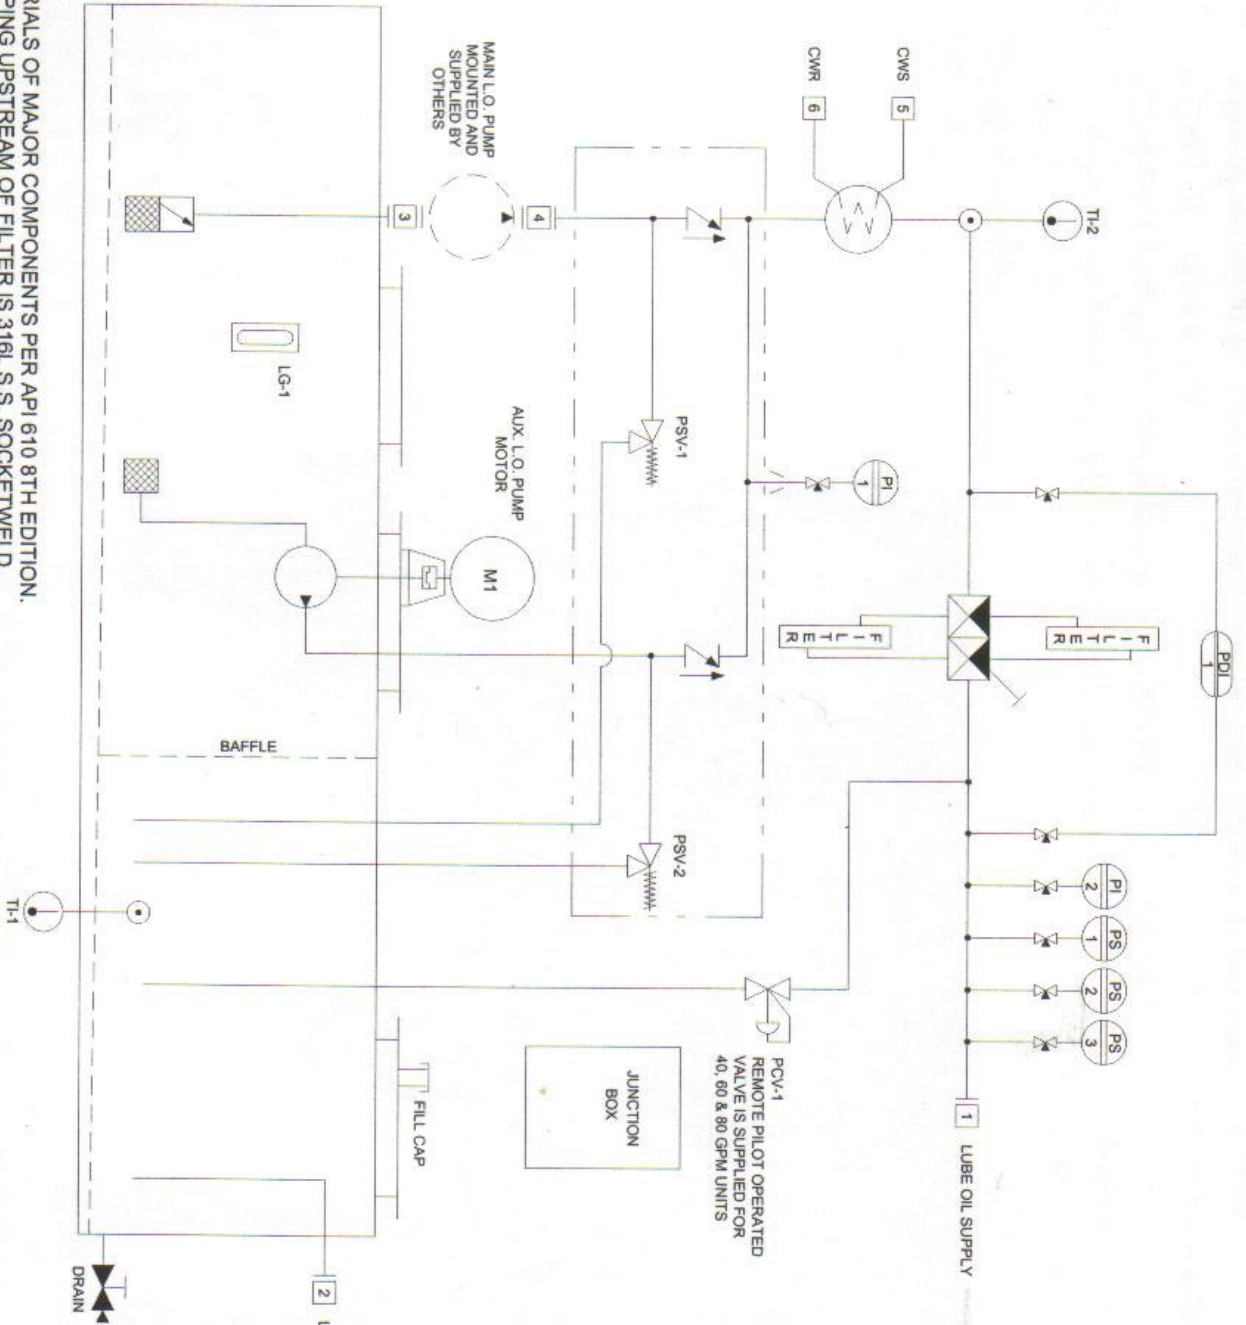 TI-2
CWS
5
CWR
6
PDI
1
PI
2
PS
1
PS
2
PS
3
FILTER
FILTER
PI
1
1 LUBE OIL SUPPLY
MAIN L.O. PUMP
MOUNTED AND
SUPPLIED BY
OTHERS
3
4
PSV-1
PSV-2
PCV-1
REMOTE PILOT OPERATED
VALVE IS SUPPLIED FOR
40, 60 & 80 GPM UNITS
AUX. L.O. PUMP
MOTOR
M1
JUNCTION
BOX
FILL CAP
LG-1
BAFFLE
2
TI-1
DRAIN
RIALS OF MAJOR COMPONENTS PER API 610 8TH EDITION.
PING UPSTREAM OF FILTER IS 316L S.S. SOCKETWELD